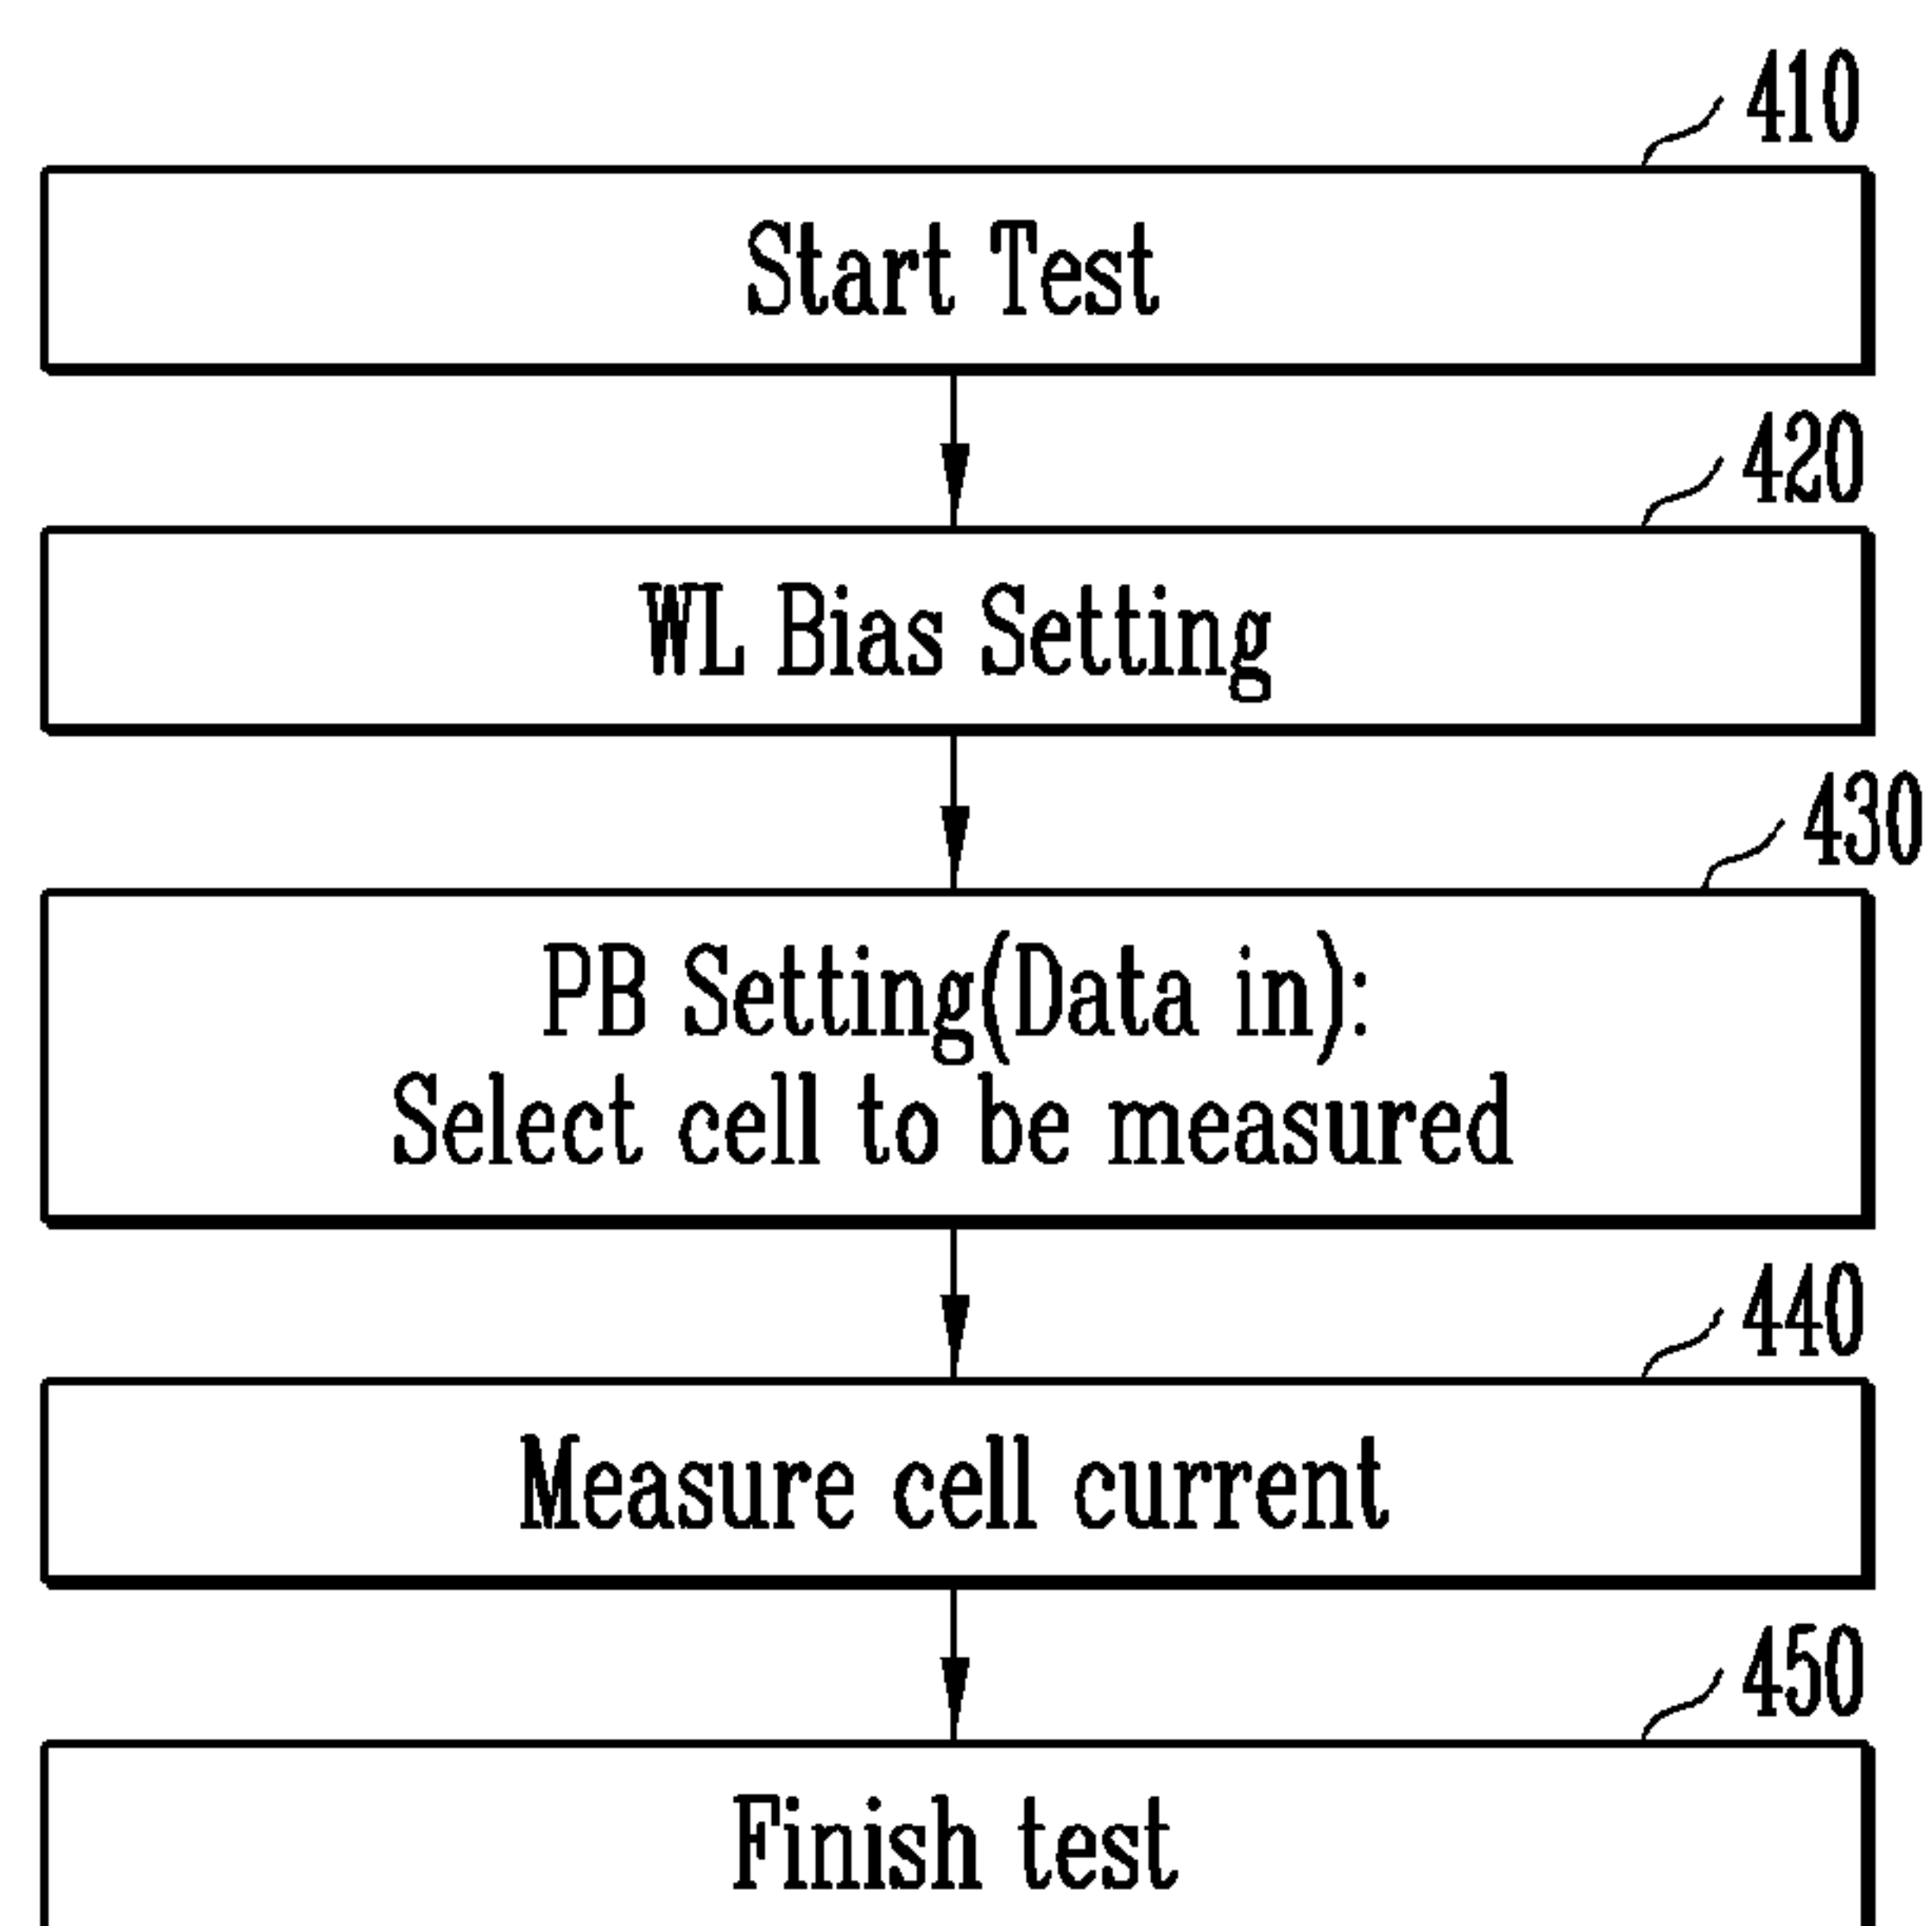 410
Start Test
420
WL Bias Setting
430
PB Setting(Data in):
Select cell to be measured
440
Measure cell current
450
Finish test